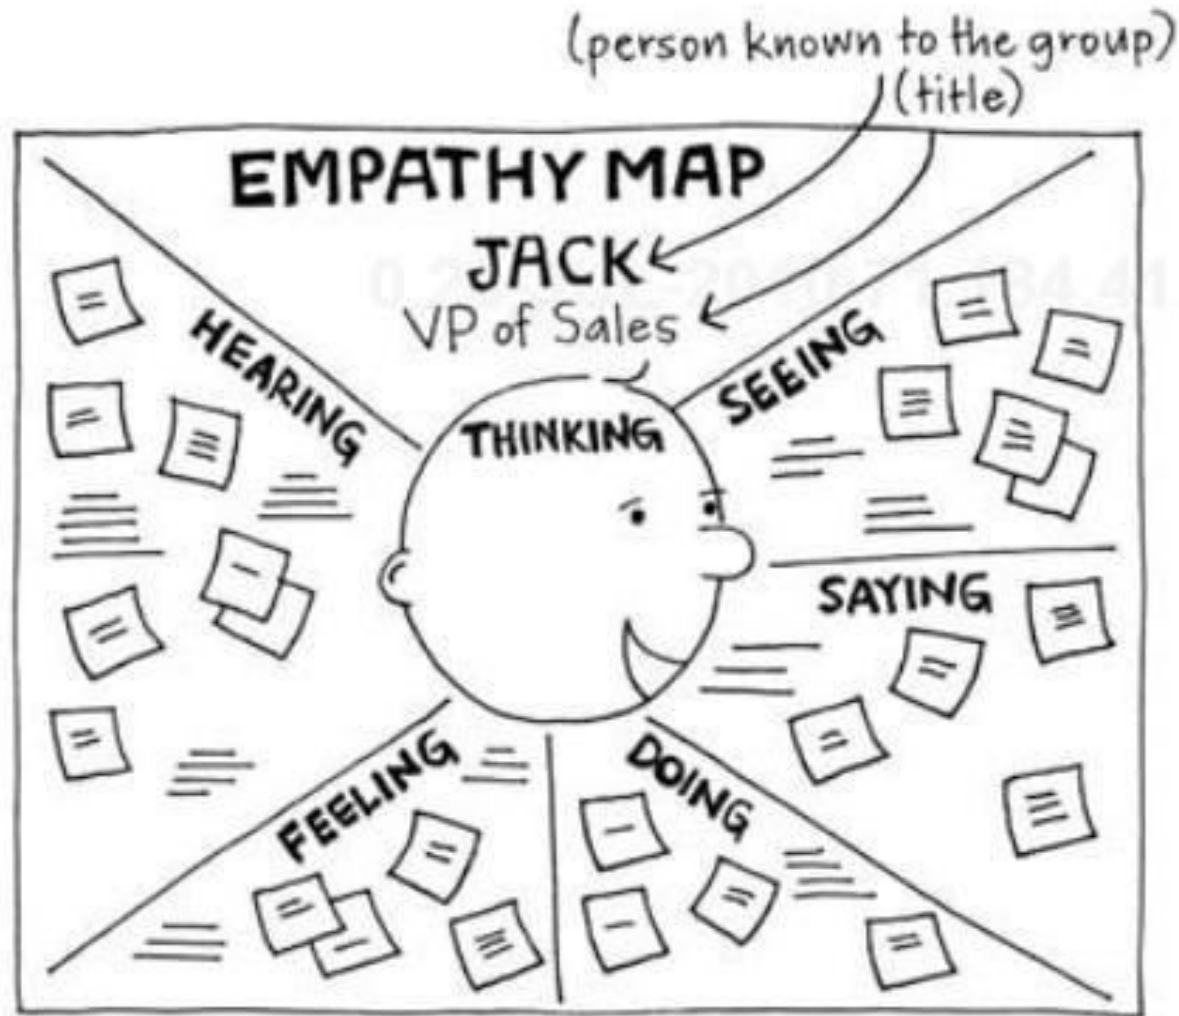 (person known to the group)
(title)
EMPATHY MAP
JACK
VP of Sales
HEARING
THINKING
SEEING
SAYING
FEELING
DOING